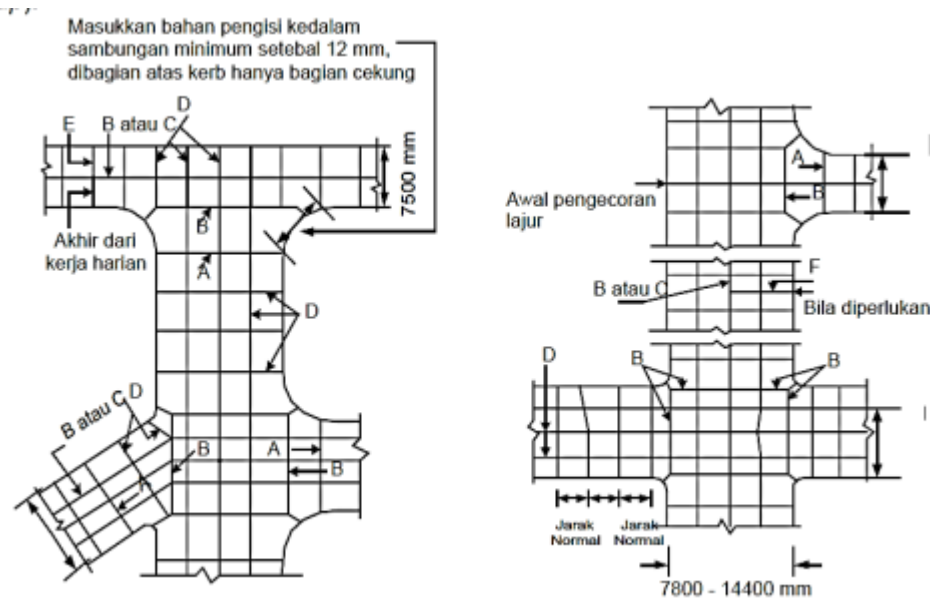 Masukkan bahan pengisi kedalam
sambungan minimum setebal 12 mm,
dibagian atas kerb hanya bagian cekung
D
E
B atau C
7500 mm
Akhir dari
kerja harian
B
A
D
B atau C
D
B
A
B
A
B
Awal pengecoran
lajur
F
B atau C
Bila diperlukan
D
B
B
Jarak
Normal
Jarak
Normal
7800 - 14400 mm